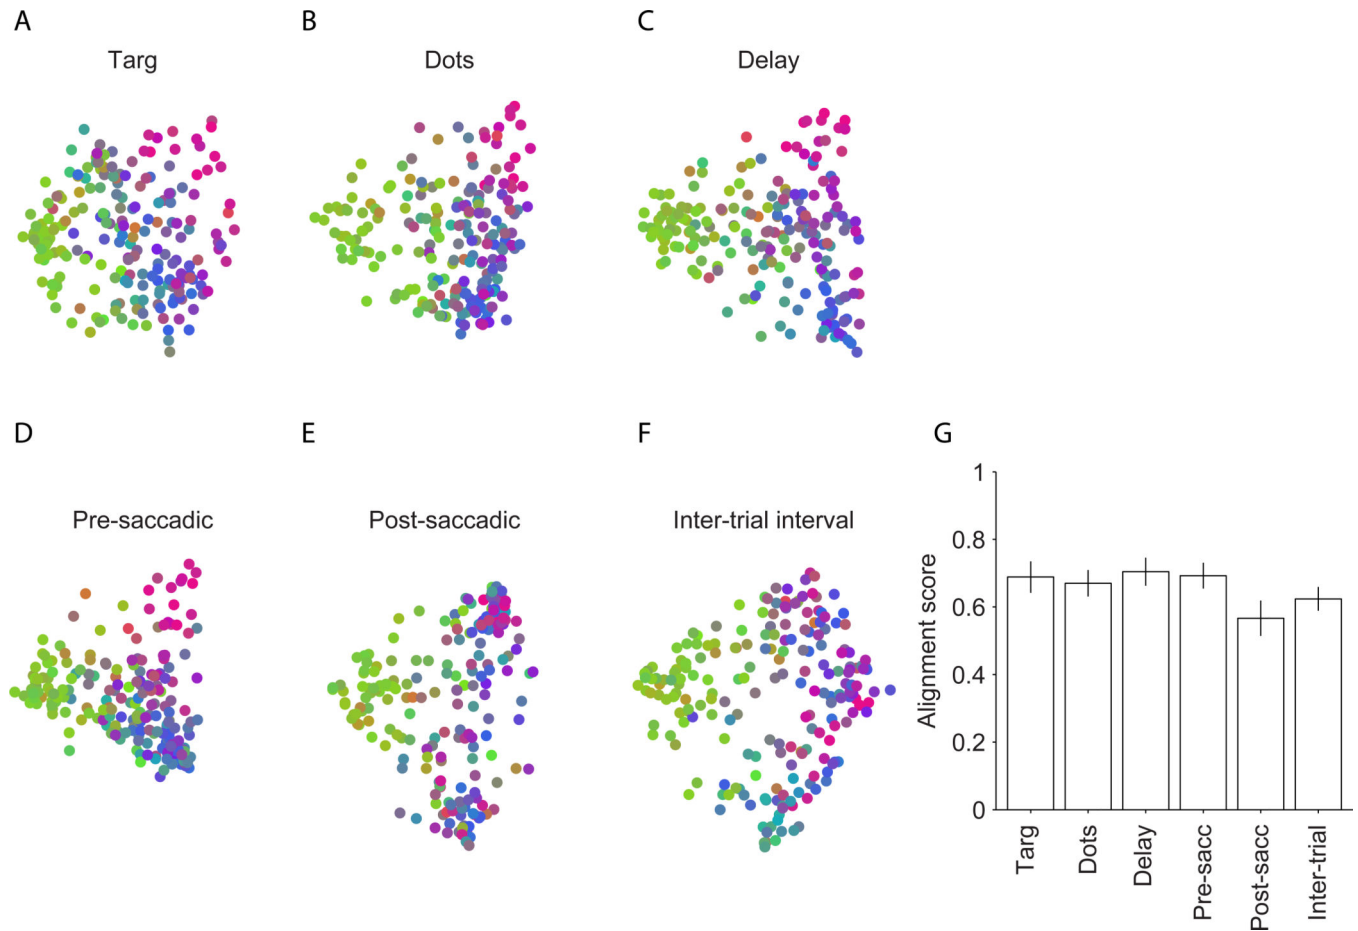 A
B
C
Targ
Dots
Delay
D
E
F
G
Pre-saccadic
Post-saccadic
Inter-trial interval
1
0.8
0.6
0.4
0.2
0
Alignment score
Targ
Dots
Delay
Pre-sacc
Post-sacc
Inter-trial